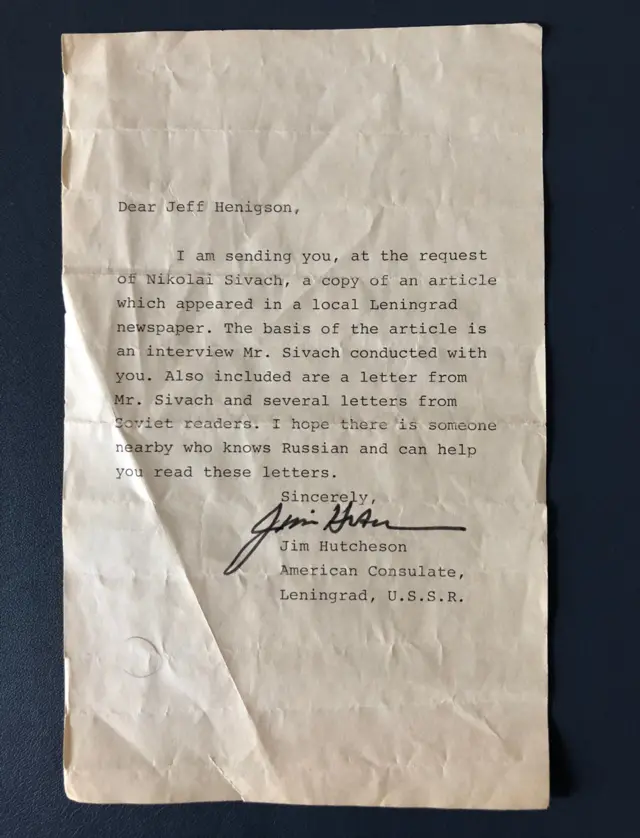 Dear Jeff Henigson,
I am sending you, at the request
of Nikolai Sivach, a copy of an article
which appeared in a local Leningrad
newspaper. The basis of the article is
an interview Mr. Sivach conducted with
you. Also included are a letter from
Mr. Sivach and several letters from
Soviet readers. I hope there is someone
nearby who knows Russian and can help
you read these letters.
Sincerely,
Jim Hutcheson
American Consulate,
Leningrad, U.S.S.R.